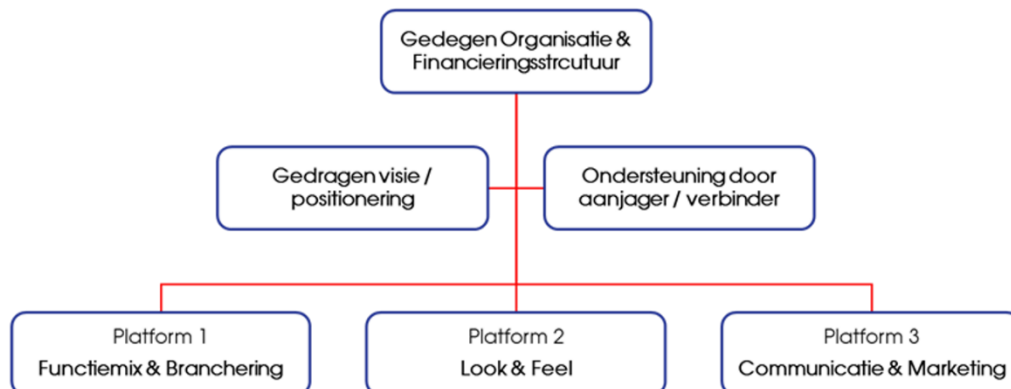 Gedegen Organisatie &
Financieringsstrcutuur
Gedragen visie /
positionering
Ondersteuning door
aanjager / verbinder
Platform 1
Functiemix & Branchering
Platform 2
Look & Feel
Platform 3
Communicatie & Marketing